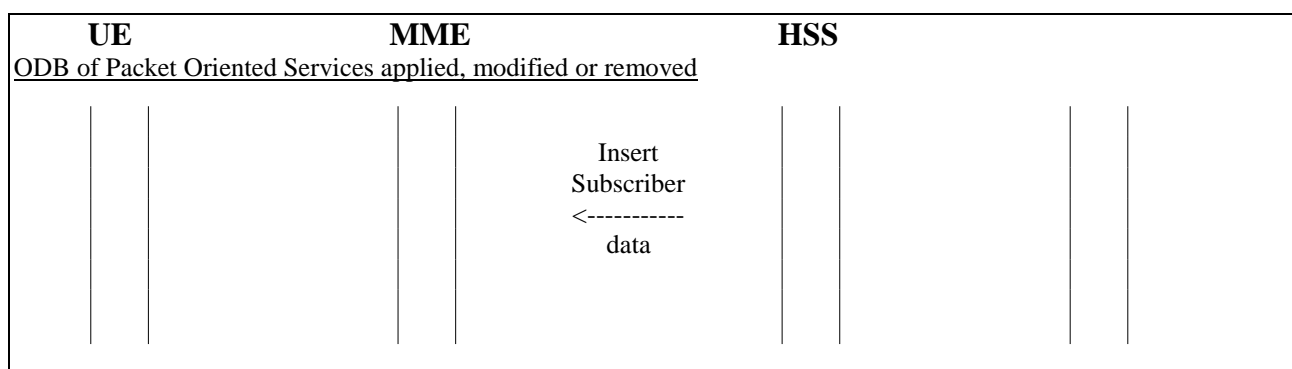 UE MME HSS
ODB of Packet Oriented Services applied, modified or removed
Insert
Subscriber
<-----------
data